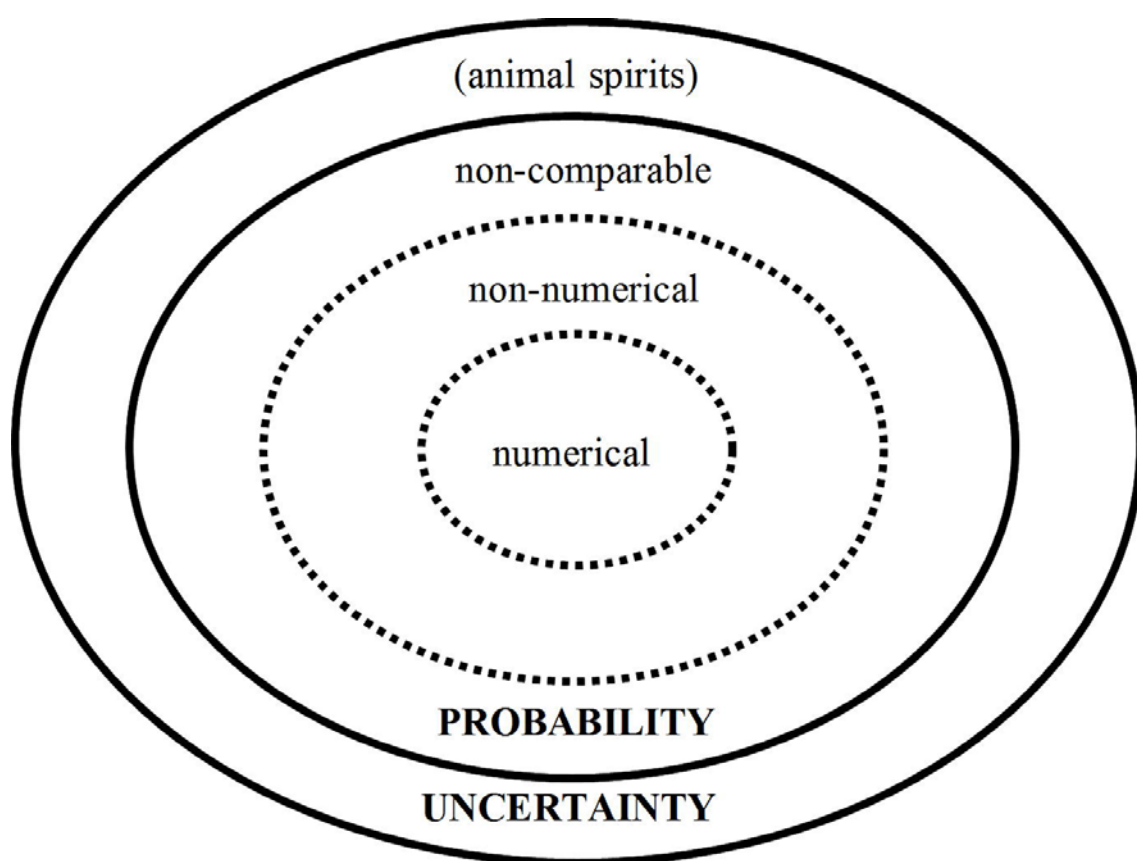 (animal spirits)
non-comparable
non-numerical
numerical
PROBABILITY
UNCERTAINTY